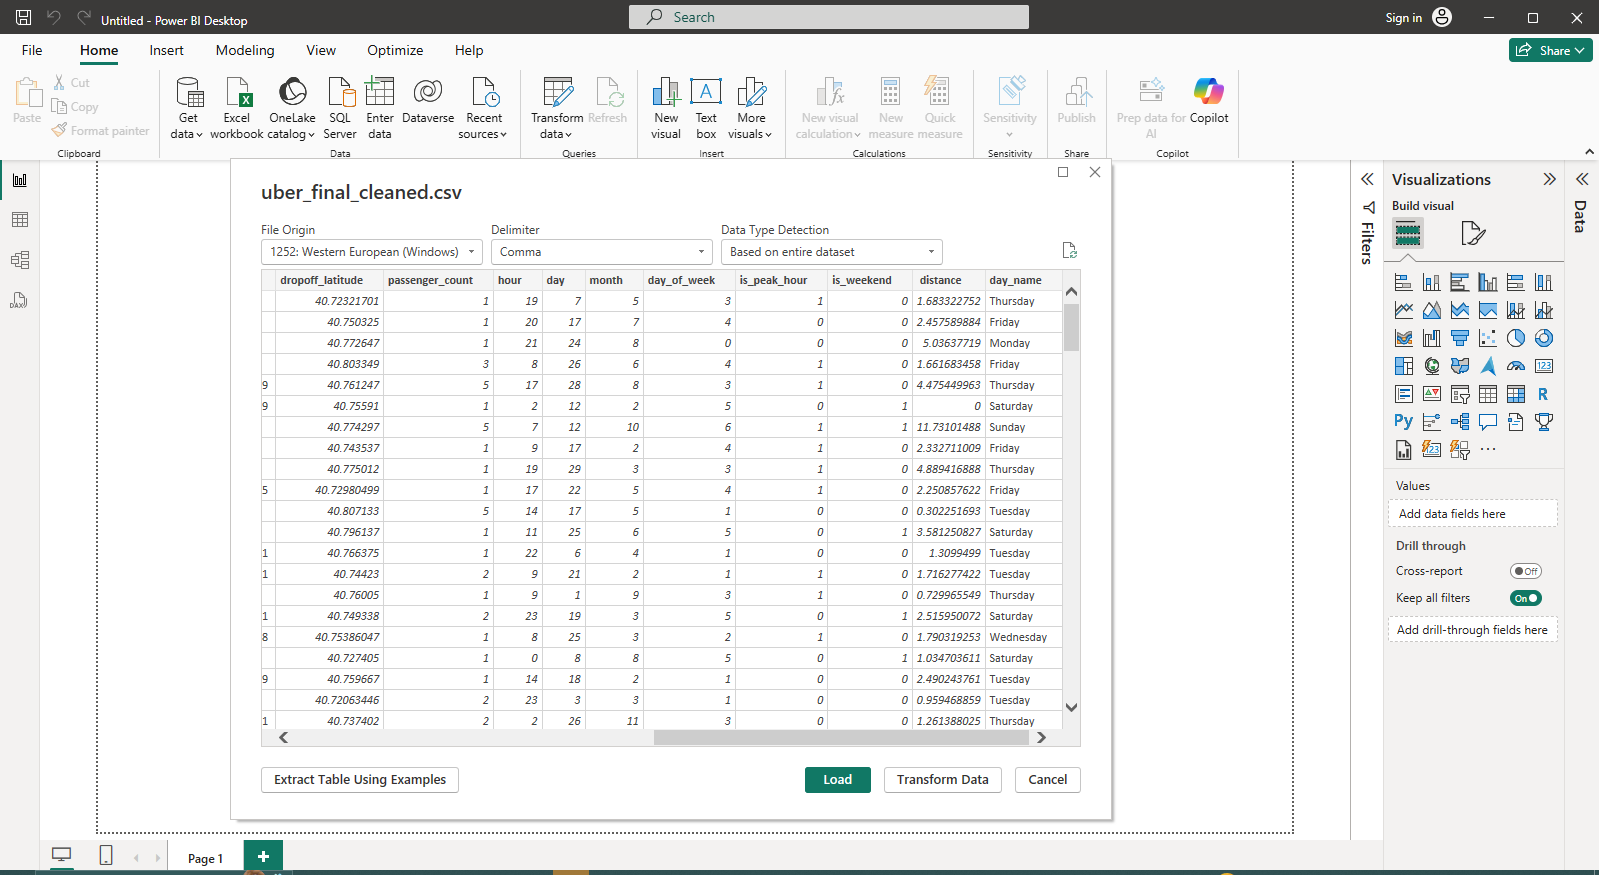 Untitled - Power BI Desktop
Search
Sign in
File Home Insert Modeling View Optimize Help
Share
Paste
Cut
Copy
Format painter
Clipboard
Get data
Excel workbook
OneLake catalog
SQL Server
Enter data
Dataverse
Recent sources
Data
Transform data
Refresh
Queries
New visual
Text box
More visuals
Insert
New visual calculation
New measure
Quick measure
Calculations
Sensitivity
Sensitivity
Publish
Share
Prep data for AI
Copilot
Copilot
uber_final_cleaned.csv
File Origin
1252: Western European (Windows)
Delimiter
Comma
Data Type Detection
Based on entire dataset
dropoff_latitude passenger_count hour day month day_of_week is_peak_hour is_weekend distance day_name
40.72321701 1 19 7 5 3 1 0 1.683322752 Thursday
40.750325 1 20 17 7 4 0 0 2.457589884 Friday
40.772647 1 21 24 8 0 0 0 5.03637719 Monday
40.803349 3 8 26 6 4 1 0 1.661683458 Friday
9 40.761247 5 17 28 8 3 1 0 4.475449963 Thursday
9 40.75591 1 2 12 2 5 0 1 0 Saturday
40.774297 5 7 12 10 6 1 1 11.73101488 Sunday
40.743537 1 9 17 2 4 1 0 2.332711009 Friday
40.775012 1 19 29 3 3 1 0 4.889416888 Thursday
5 40.72980499 1 17 22 5 4 1 0 2.250857622 Friday
40.807133 5 14 17 5 1 0 0 0.302251693 Tuesday
40.796137 1 11 25 6 5 0 1 3.581250827 Saturday
1 40.766375 1 22 6 4 1 0 0 1.3099499 Tuesday
1 40.74423 2 9 21 2 1 1 0 1.716277422 Tuesday
40.76005 1 9 1 9 3 1 0 0.729965549 Thursday
1 40.749338 2 23 19 3 5 0 1 2.515950072 Saturday
8 40.75386047 1 8 25 3 2 1 0 1.790319253 Wednesday
40.727405 1 0 8 8 5 0 1 1.034703611 Saturday
9 40.759667 1 14 18 2 1 0 0 2.490243761 Tuesday
40.72063446 2 23 3 3 1 0 0 0.959468859 Tuesday
1 40.737402 2 2 26 11 3 0 0 1.261388025 Thursday
Extract Table Using Examples
Load
Transform Data
Cancel
Filters
Visualizations
Build visual
123
R
Py
123
Values
Add data fields here
Drill through
Cross-report
Off
Keep all filters
On
Add drill-through fields here
Data
DAX
Page 1